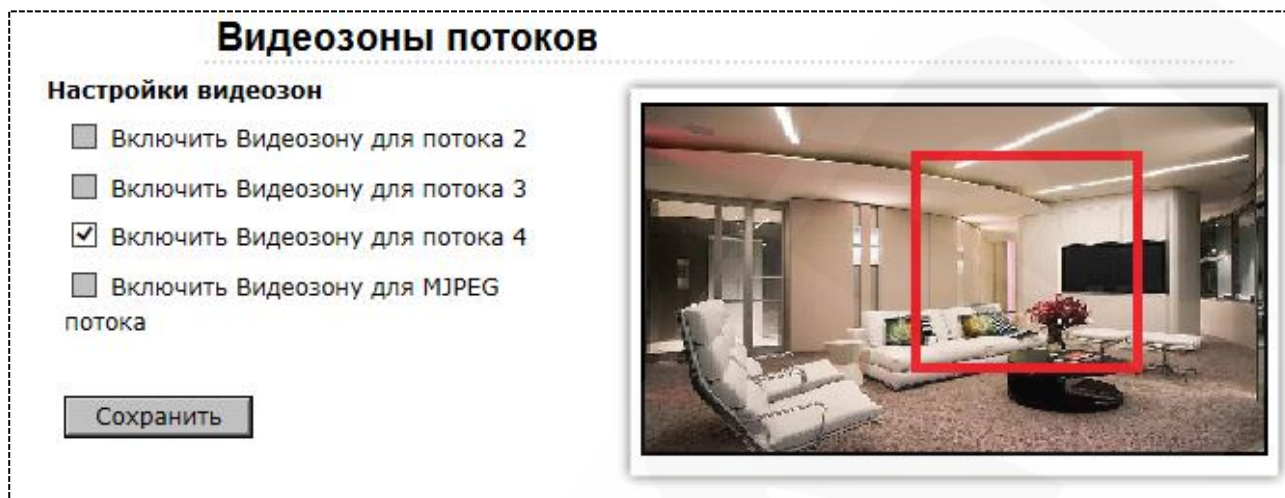 Видеозоны потоков
Настройки видеозон
Включить Видеозону для потока 2
Включить Видеозону для потока 3
Включить Видеозону для потока 4
Включить Видеозону для MJPEG
потока
Сохранить